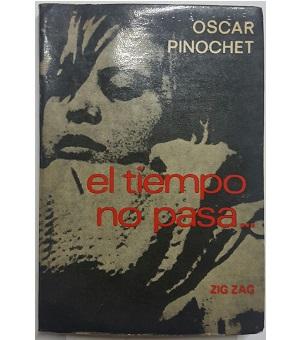 OSCAR
PINOCHET
el tiempo
no pasa...
ZIG ZAG